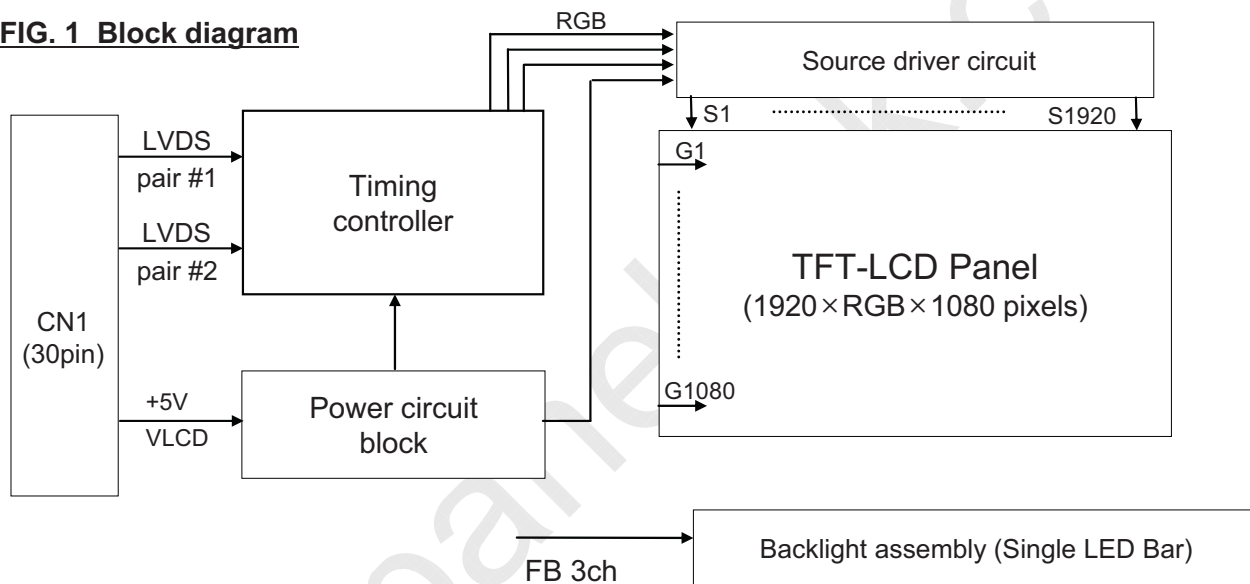 FIG. 1 Block diagram
RGB
Source driver circuit
S1
S1920
CN1
(30pin)
LVDS
pair #1
LVDS
pair #2
Timing
controller
G1
TFT-LCD Panel
(1920×RGB×1080 pixels)
G1080
+5V
VLCD
Power circuit
block
FB 3ch
Backlight assembly (Single LED Bar)